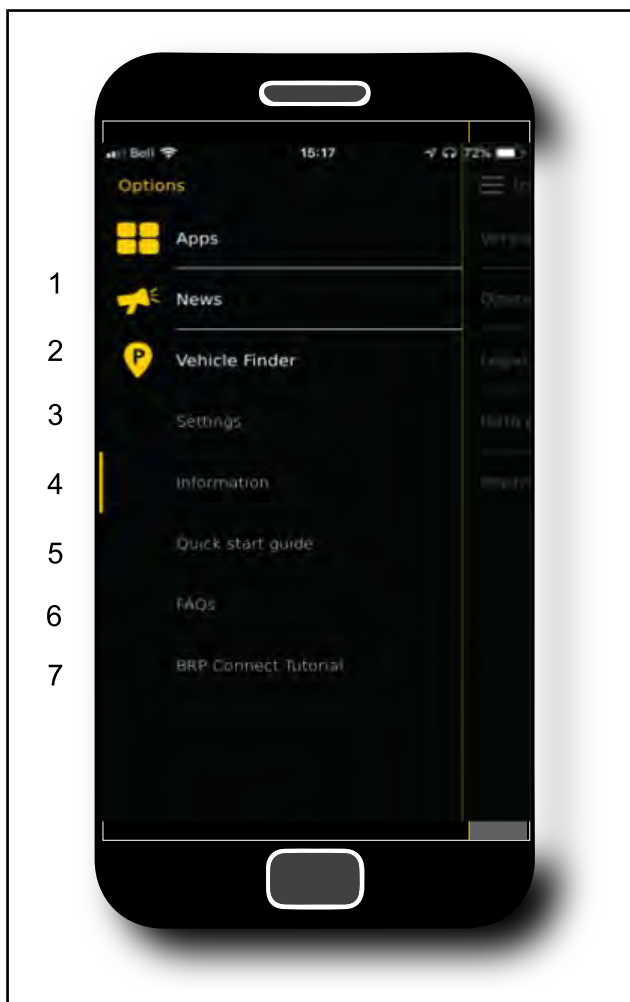 Bell 15:17 72%
Options
Apps
1
News
2
P
Vehicle Finder
3
Settings
4
Information
5
Quick start guide
6
FAQs
7
BRP Connect Tutorial